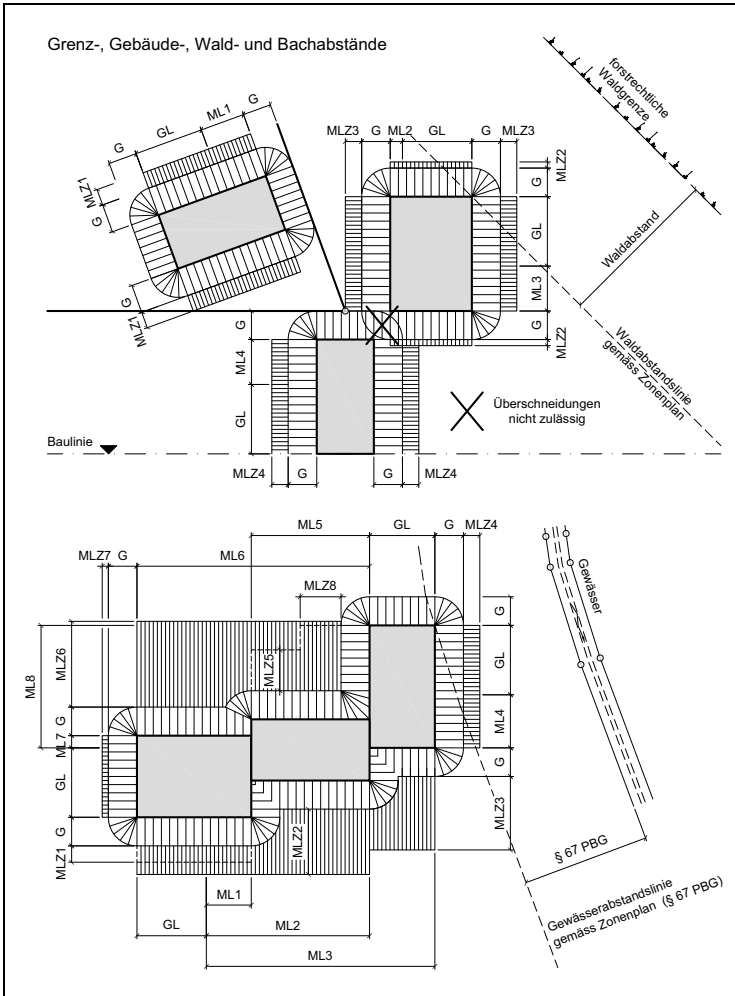 Grenz-, Gebäude-, Wald- und Bachabstände
forstrechtliche
Waldgrenze
G
GL
ML1
G
MLZ3
G
ML2
GL
G
MLZ3
MLZ2
G
MLZ1
G
GL
Waldabstand
ML3
G
MLZ1
G
G
MLZ2
ML4
GL
Waldabstandslinie
gemäss Zonenplan
Überschneidungen
nicht zulässig
Baulinie
MLZ4
G
G
MLZ4
ML5
GL
G
MLZ4
MLZ7
G
ML6
MLZ8
Gewässer
G
MLZ6
ML8
MLZ5
GL
G
ML7
ML4
GL
G
G
MLZ3
MLZ1
MLZ2
§ 67 PBG
ML1
GL
ML2
ML3
Gewässerabstandslinie
gemäss Zonenplan (§ 67 PBG)